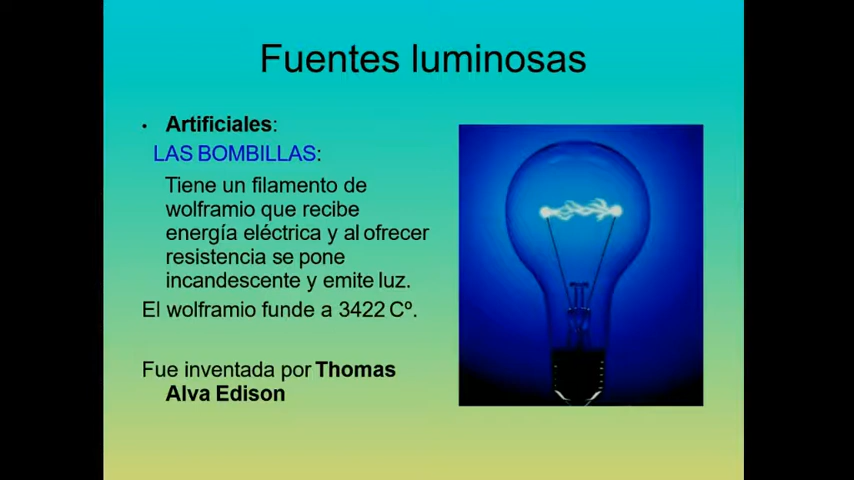 Fuentes luminosas
• Artificiales:
LAS BOMBILLAS:
Tiene un filamento de
wolframio que recibe
energía eléctrica y al ofrecer
resistencia se pone
incandescente y emite luz.
El wolframio funde a 3422 Cº.
Fue inventada por Thomas
Alva Edison